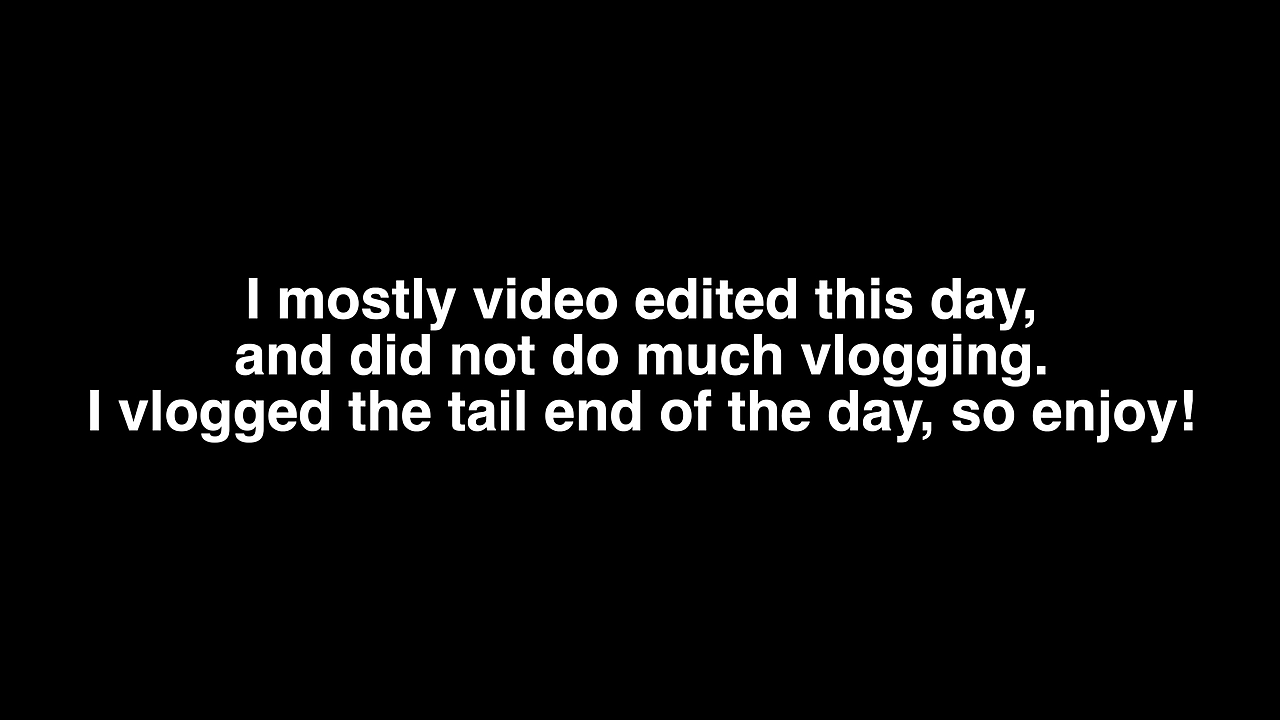 I mostly video edited this day,
and did not do much vlogging.
I vlogged the tail end of the day, so enjoy!